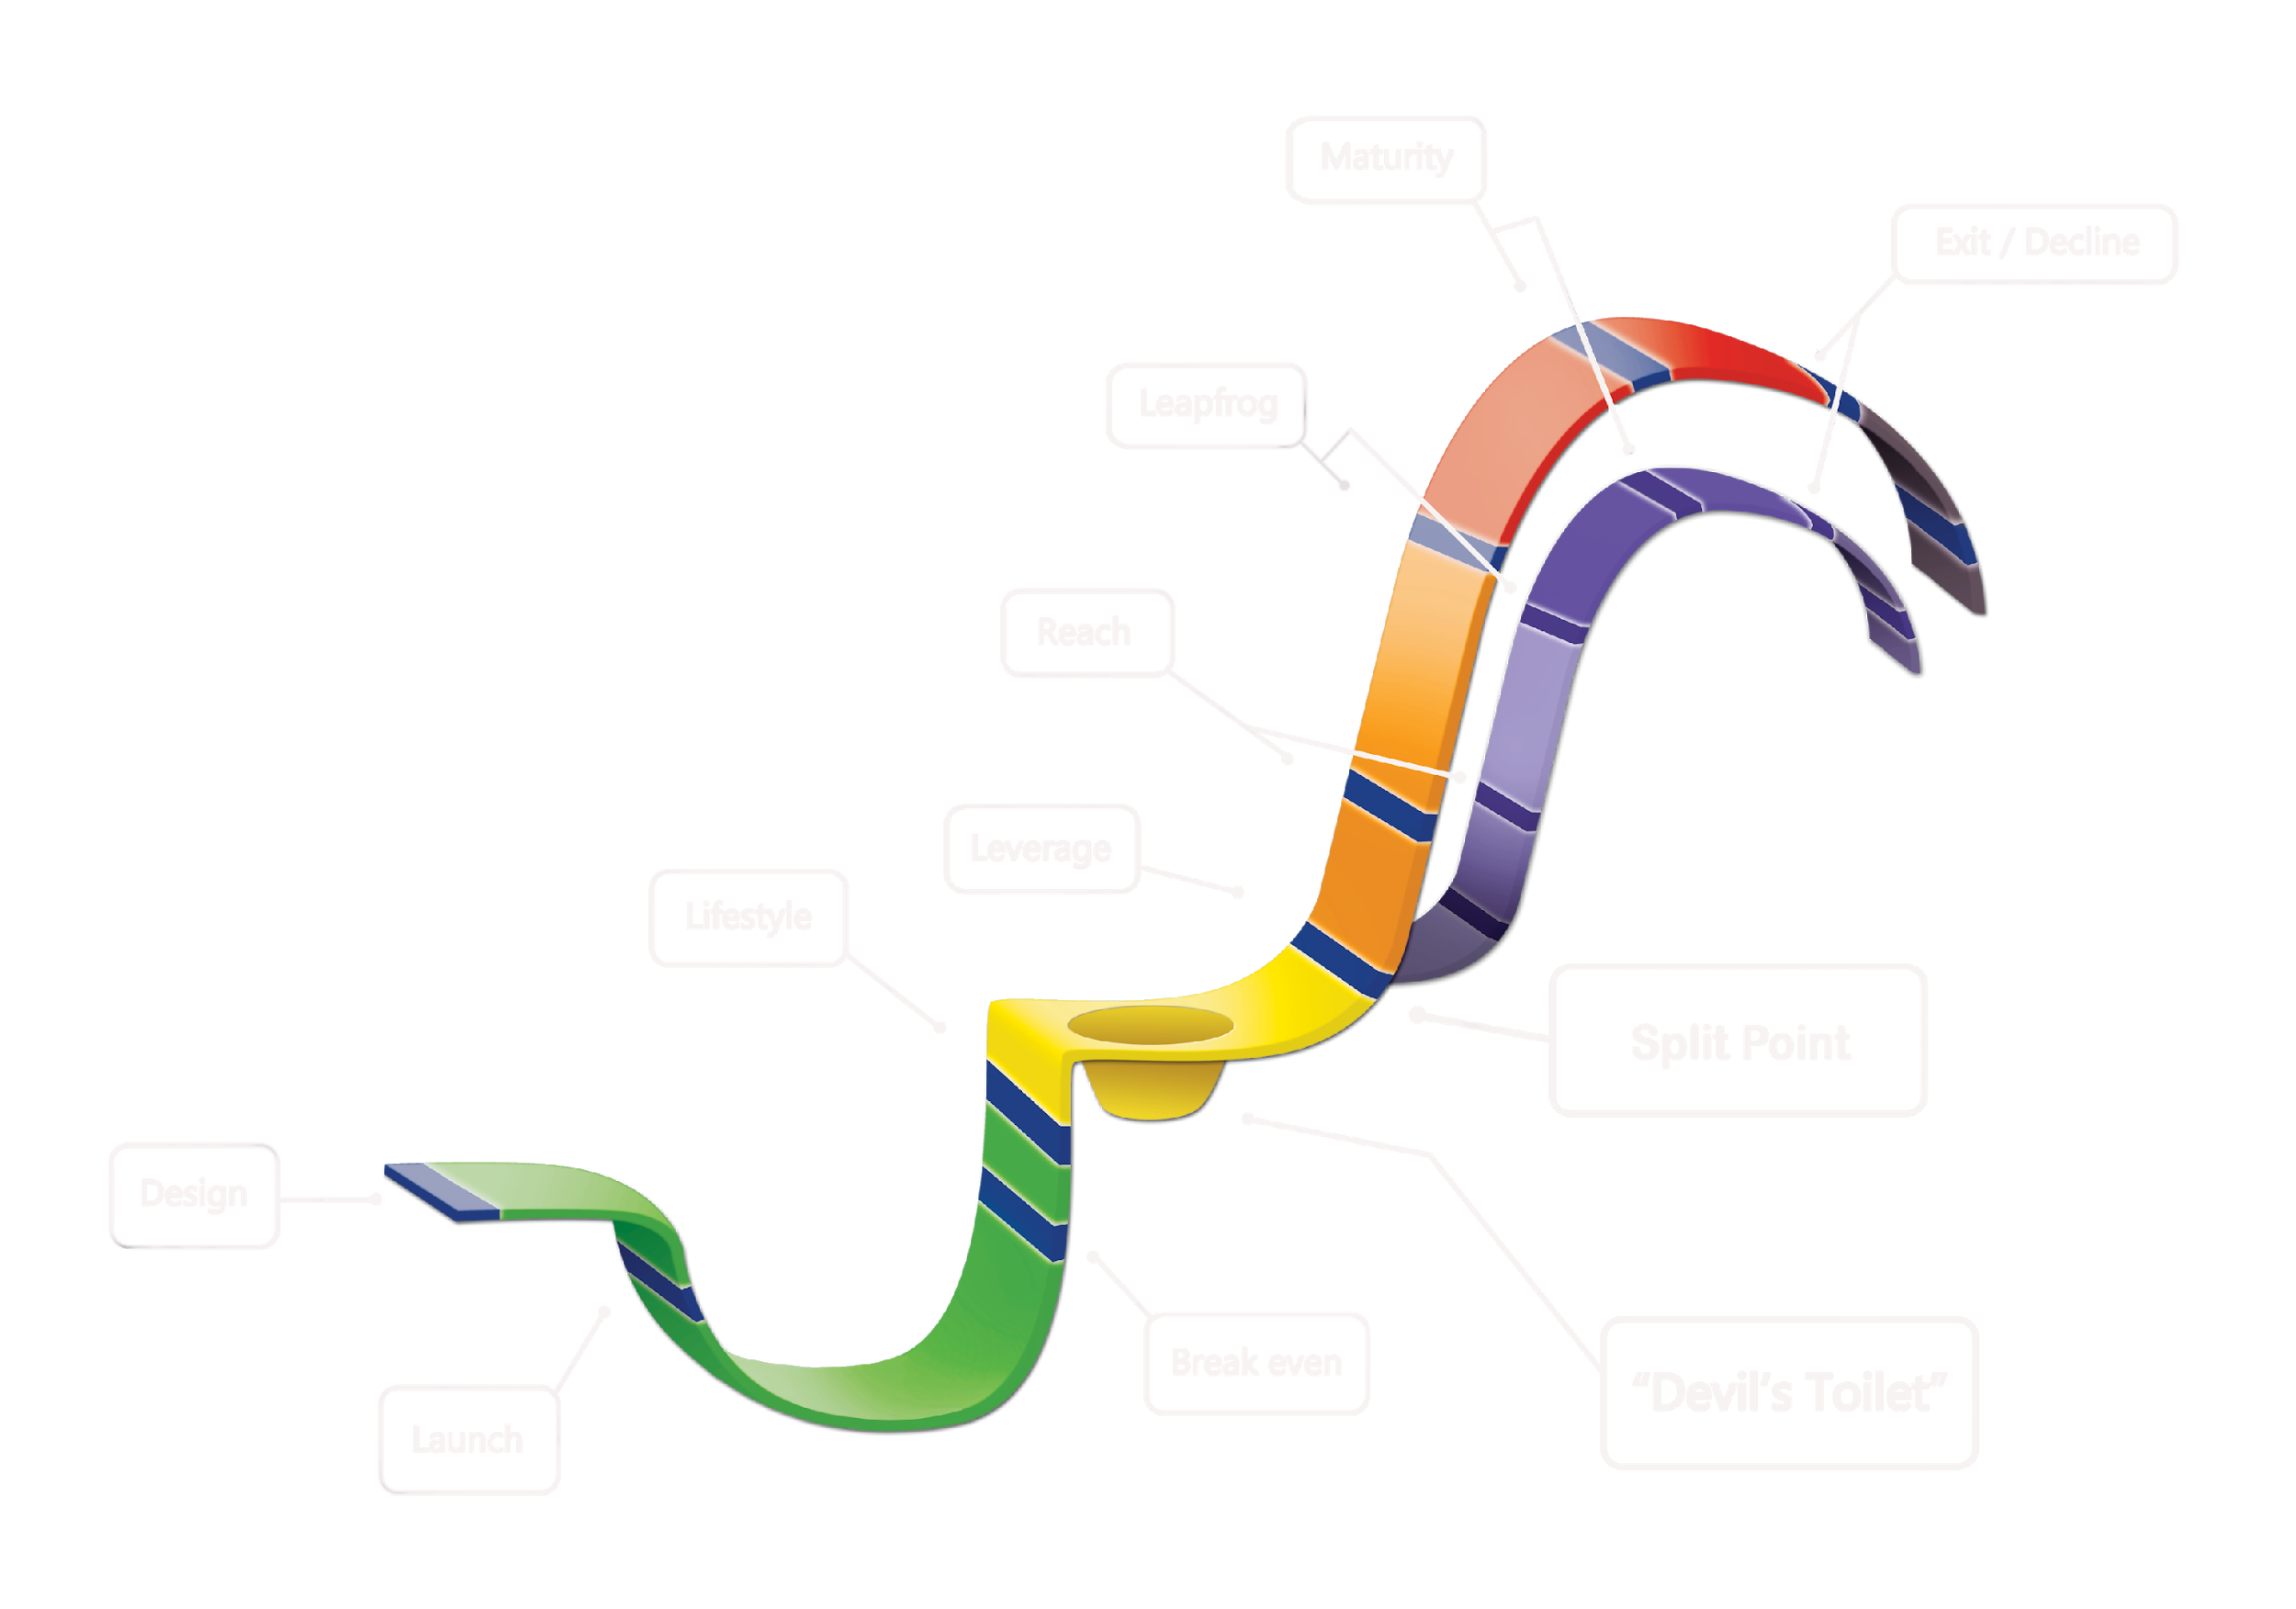 Maturity
Exit / Decline
Leapfrog
Reach
Leverage
Lifestyle
Split Point
Design
Break even
"Devil's Toilet"
Launch